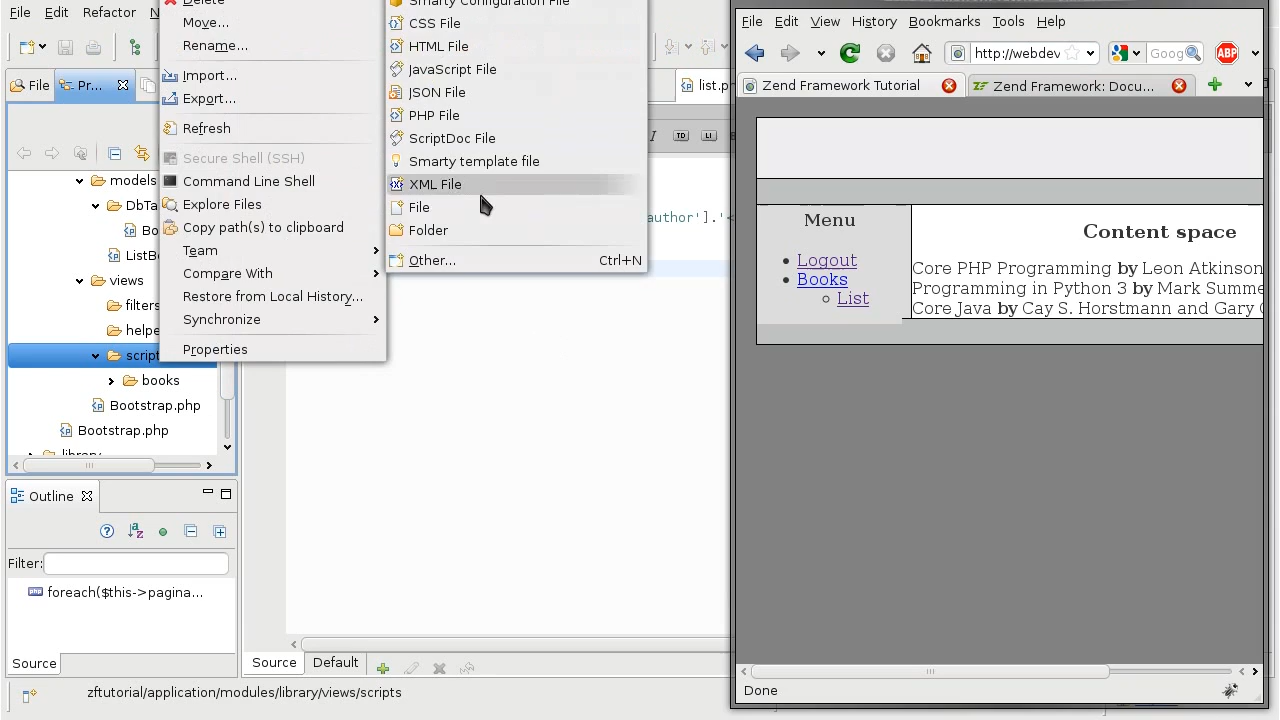 File
Edit
Refactor
N
File
Pr...
models
DbTa
Bo
ListB
views
filters
helpe
script
books
Bootstrap.php
Bootstrap.php
Outline
Filter:
foreach($this->pagina...
Source
zftutorial/application/modules/library/views/scripts
Delete
Move...
Rename...
Import...
Export...
Refresh
Secure Shell (SSH)
Command Line Shell
Explore Files
Copy path(s) to clipboard
Team
Compare With
Restore from Local History...
Synchronize
Properties
Smarty Configuration File
CSS File
HTML File
JavaScript File
JSON File
PHP File
ScriptDoc File
Smarty template file
XML File
File
Folder
Other... Ctrl+N
list.p
I TD LI
author'].'<
Source Default
File Edit View History Bookmarks Tools Help
http://webdev
Goog
ABP
Zend Framework Tutorial
Zend Framework: Docu...
Menu
Logout
Books
List
Content space
Core PHP Programming by Leon Atkinson
Programming in Python 3 by Mark Summe
Core Java by Cay S. Horstmann and Gary
Done